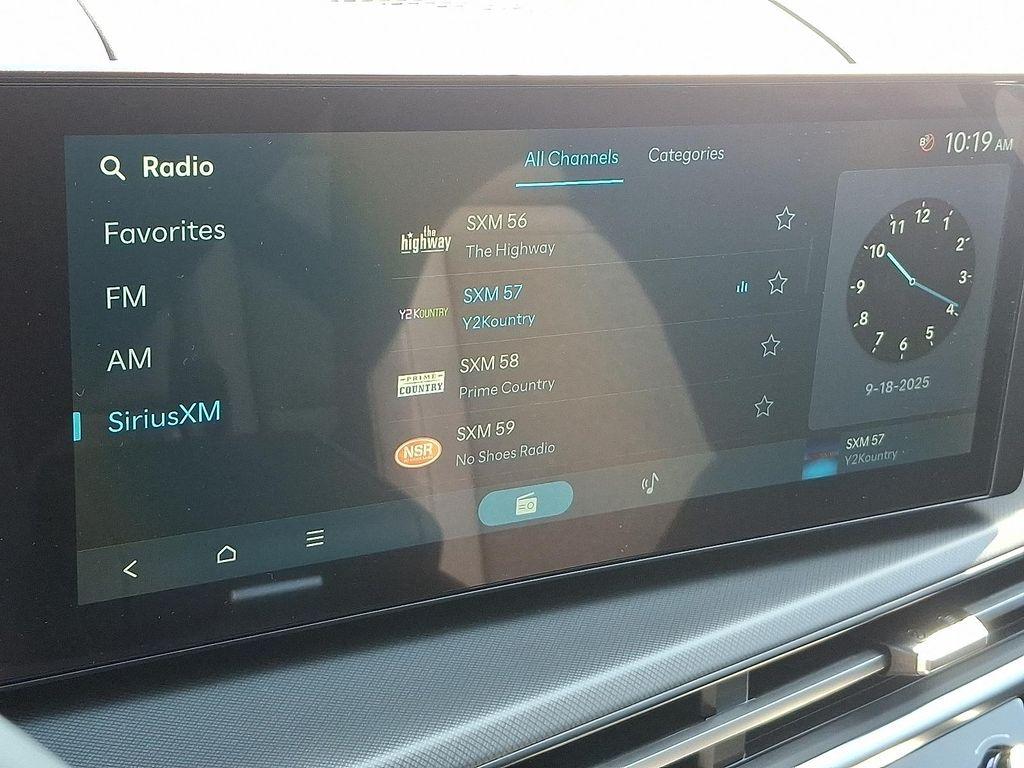 Radio
Favorites
FM
AM
SiriusXM
All Channels
Categories
the
highway
SXM 56
The Highway
Y2KOUNTRY
SXM 57
Y2Kountry
PRIME
COUNTRY
SXM 58
Prime Country
NSR
SXM 59
No Shoes Radio
10:19 AM
12
1
2
3
4
5
6
7
8
9
10
11
9-18-2025
SXM 57
Y2Kountry